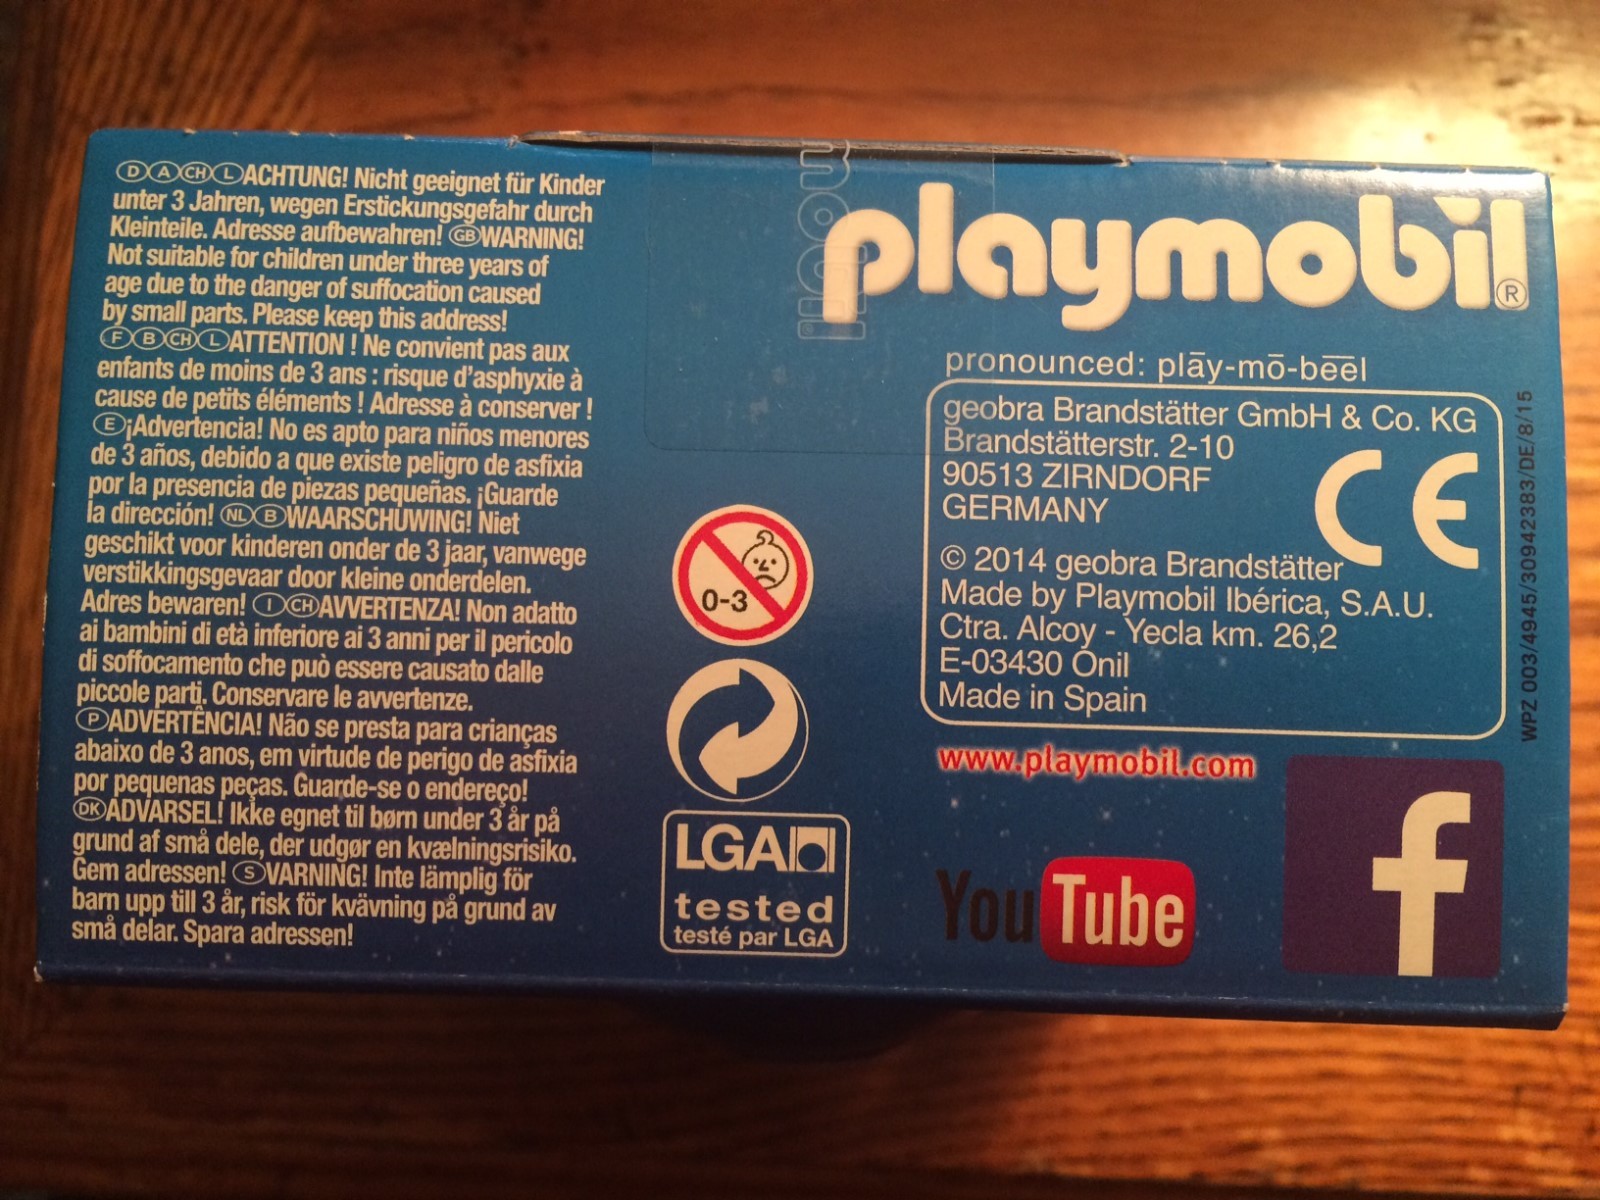 ⒹⒶCHⓁACHTUNG! Nicht geeignet für Kinder
unter 3 Jahren, wegen Erstickungsgefahr durch
Kleinteile. Adresse aufbewahren! GBWARNING!
Not suitable for children under three years of
age due to the danger of suffocation caused
by small parts. Please keep this address!
ⒻⒷCHⓁATTENTION ! Ne convient pas aux
enfants de moins de 3 ans : risque d'asphyxie à
cause de petits éléments ! Adresse à conserver !
Ⓔ¡Advertencia! No es apto para niños menores
de 3 años, debido a que existe peligro de asfixia
por la presencia de piezas pequeñas. ¡Guarde
la dirección! NLⒷWAARSCHUWING! Niet
geschikt voor kinderen onder de 3 jaar, vanwege
verstikkingsgevaar door kleine onderdelen.
Adres bewaren! ⒾCHAVVERTENZA! Non adatto
ai bambini di età inferiore ai 3 anni per il pericolo
di soffocamento che può essere causato dalle
piccole parti. Conservare le avvertenze.
ⓅADVERTÊNCIA! Não se presta para crianças
abaixo de 3 anos, em virtude de perigo de asfixia
por pequenas peças. Guarde-se o endereço!
DKADVARSEL! Ikke egnet til børn under 3 år på
grund af små dele, der udgør en kvælningsrisiko.
Gem adressen! ⓈVARNING! Inte lämplig för
barn upp till 3 år, risk för kvävning på grund av
små delar. Spara adressen!
0-3
LGA
tested
testé par LGA
playmobil®
pronounced: plāy-mō-bēēl
geobra Brandstätter GmbH & Co. KG
Brandstätterstr. 2-10
90513 ZIRNDORF
GERMANY
CE
© 2014 geobra Brandstätter
Made by Playmobil Ibérica, S.A.U.
Ctra. Alcoy - Yecla km. 26,2
E-03430 Onil
Made in Spain
www.playmobil.com
YouTube
f
WPZ 003/4945/30942383/DE/8/15